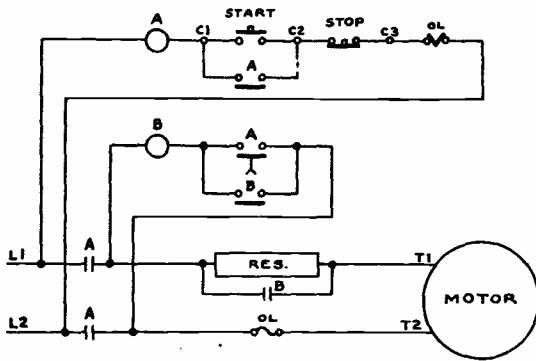 A C1 START C2 STOP C3 OL
A
B A
B
L1 A RES. T1
B
MOTOR
L2 A OL T2